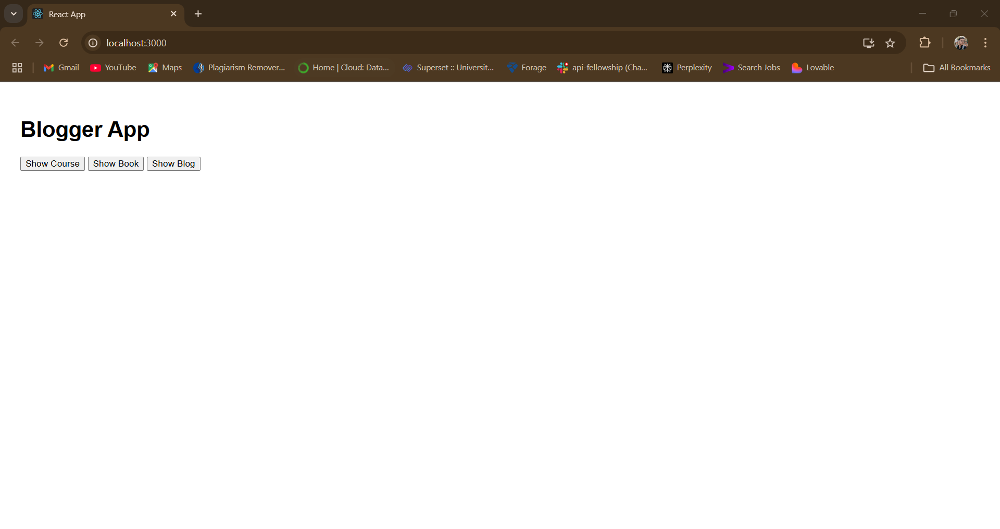 React App
localhost:3000
Gmail YouTube Maps Plagiarism Remover... Home | Cloud: Data... Superset :: Universit... Forage api-fellowship (Cha... Perplexity Search Jobs Lovable All Bookmarks
Blogger App
Show Course Show Book Show Blog